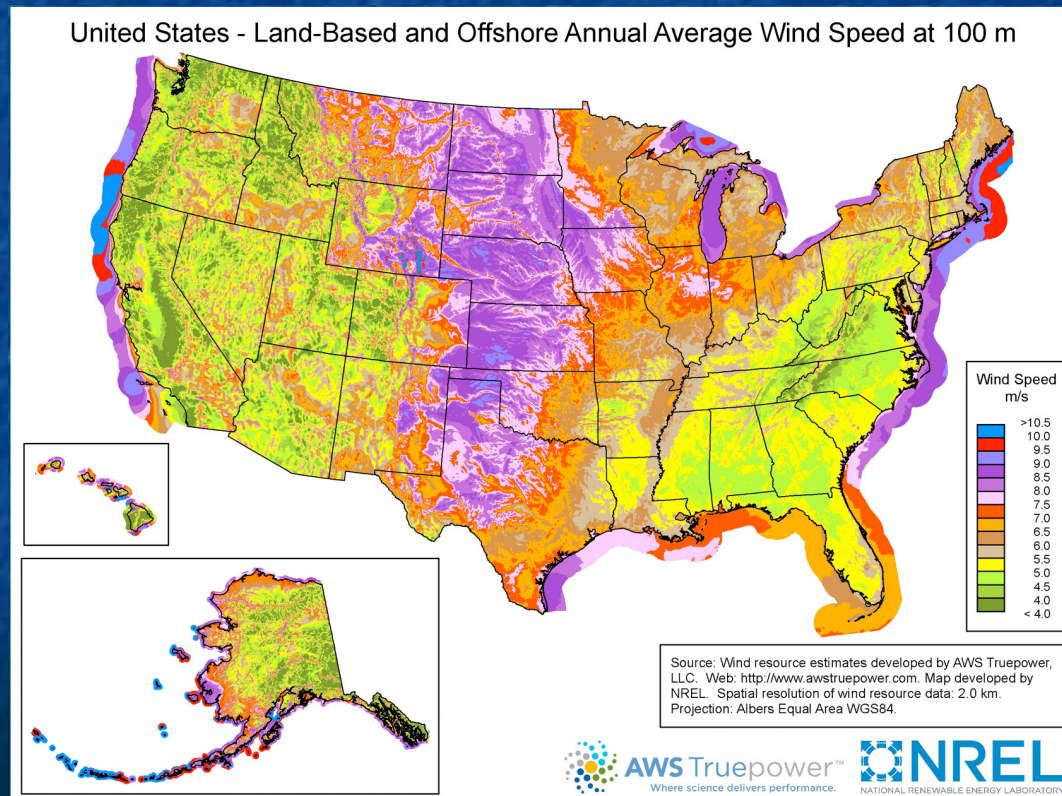 United States - Land-Based and Offshore Annual Average Wind Speed at 100 m
Wind Speed
m/s
>10.5
10.0
9.5
9.0
8.5
8.0
7.5
7.0
6.5
6.0
5.5
5.0
4.5
4.0
< 4.0
Source: Wind resource estimates developed by AWS Truepower,
LLC. Web: http://www.awstruepower.com. Map developed by
NREL. Spatial resolution of wind resource data: 2.0 km.
Projection: Albers Equal Area WGS84.
AWS Truepower™
Where science delivers performance.
NREL
NATIONAL RENEWABLE ENERGY LABORATOR